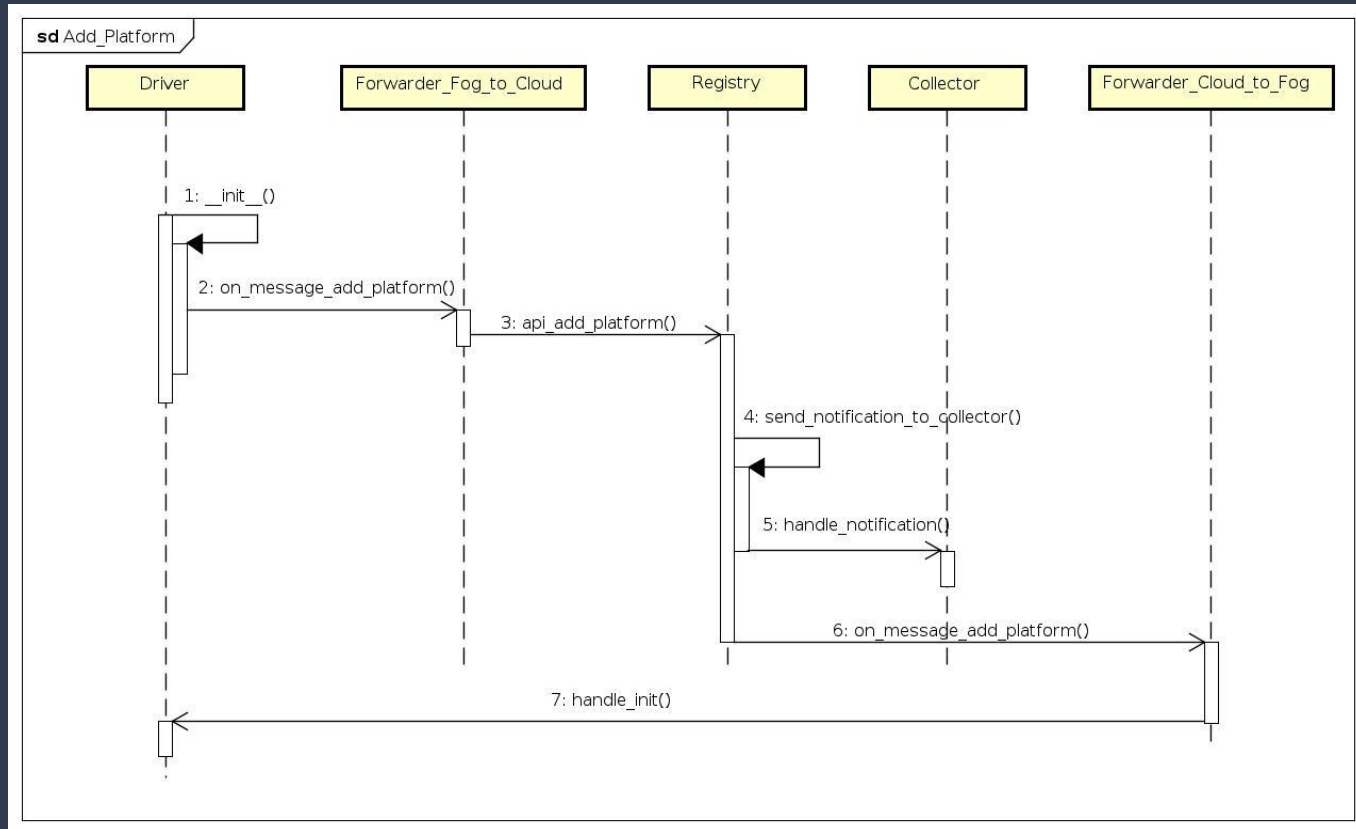 sd Add_Platform
Driver
Forwarder_Fog_to_Cloud
Registry
Collector
Forwarder_Cloud_to_Fog
1: __init__()
2: on_message_add_platform()
3: api_add_platform()
4: send_notification_to_collector()
5: handle_notification()
6: on_message_add_platform()
7: handle_init()